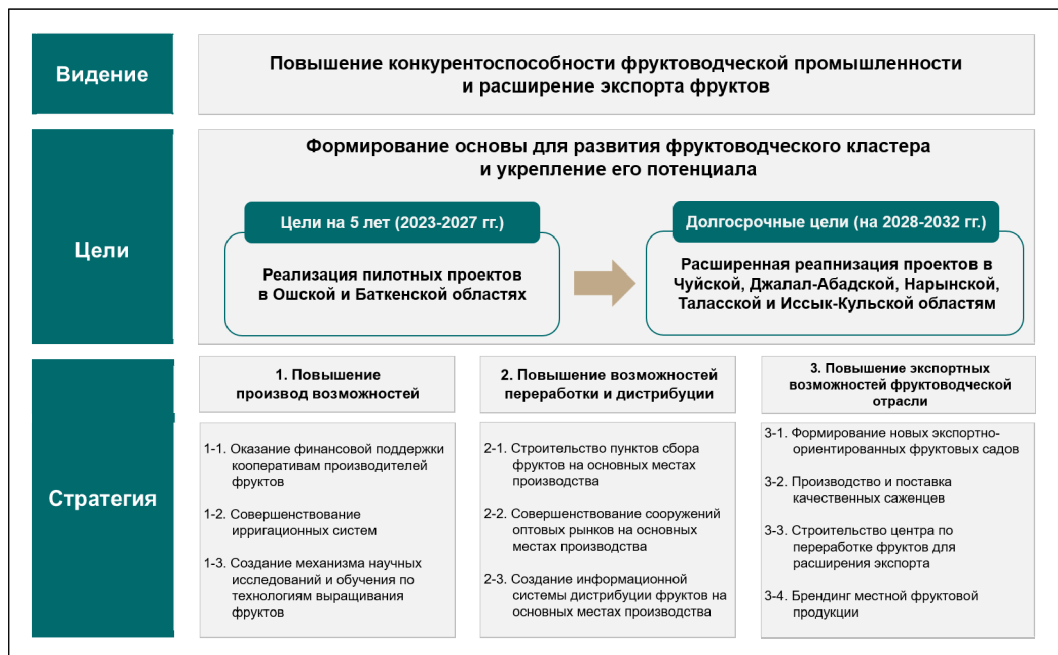 Видение
Повышение конкурентоспособности фруктоводческой промышленности
и расширение экспорта фруктов
Цели
Формирование основы для развития фруктоводческого кластера
и укрепление его потенциала
Цели на 5 лет (2023-2027 гг.)
Реализация пилотных проектов
в Ошской и Баткенской областях
Долгосрочные цели (на 2028-2032 гг.)
Расширенная реапнизация проектов в
Чуйской, Джалал-Абадской, Нарынской,
Таласской и Иссык-Кульской областям
Стратегия
1. Повышение
производ возможностей
1-1. Оказание финансовой поддержки
кооперативам производителей
фруктов
1-2. Совершенствование
ирригационных систем
1-3. Создание механизма научных
исследований и обучения по
технологиям выращивания
фруктов
2. Повышение возможностей
переработки и дистрибуции
2-1. Строительство пунктов сбора
фруктов на основных местах
производства
2-2. Совершенствование сооружений
оптовых рынков на основных
местах производства
2-3. Создание информационной
системы дистрибуции фруктов на
основных местах производства
3. Повышение экспортных
возможностей фруктоводческой
отрасли
3-1. Формирование новых экспортно-
ориентированных фруктовых садов
3-2. Производство и поставка
качественных саженцев
3-3. Строительство центра по
переработке фруктов для
расширения экспорта
3-4. Брендинг местной фруктовой
продукции